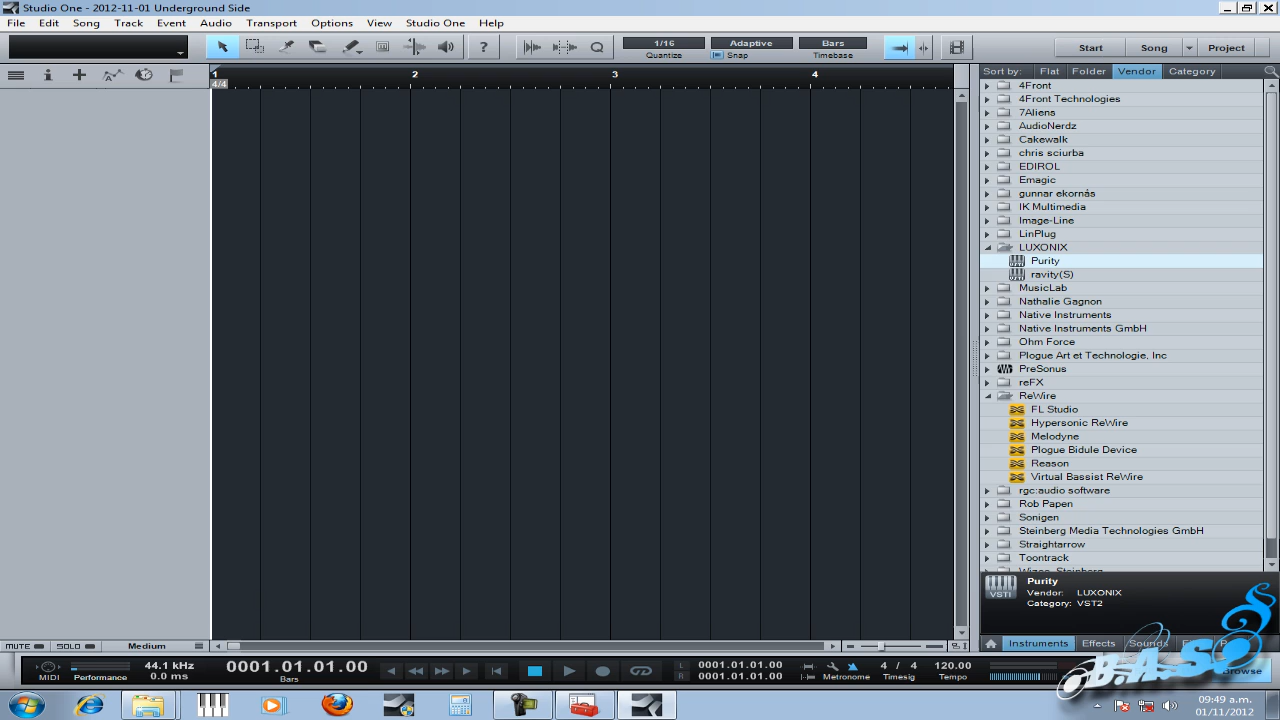 Studio One - 2012-11-01 Underground Side
File Edit Song Track Event Audio Transport Options View Studio One Help
1/16 Adaptive Bars
Quantize Snap Timebase
Start Song Project
1 2 3 4
4/4
Sort by: Flat Folder Vendor Category
4Front
4Front Technologies
7Aliens
AudioNerdz
Cakewalk
chris sciurba
EDIROL
Emagic
gunnar ekornås
IK Multimedia
Image-Line
LinPlug
LUXONIX
Purity
ravity(S)
MusicLab
Nathalie Gagnon
Native Instruments
Native Instruments GmbH
Ohm Force
Plogue Art et Technologie, Inc
PreSonus
reFX
ReWire
FL Studio
Hypersonic ReWire
Melodyne
Plogue Bidule Device
Reason
Virtual Bassist ReWire
rgc:audio software
Rob Papen
Sonigen
Steinberg Media Technologies GmbH
Straightarrow
Toontrack
Purity
Vendor: LUXONIX
Category: VST2
VSTi
Instruments Effects Sounds
MUTE SOLO Medium
MIDI Performance
44.1 kHz
0.0 ms
0001.01.01.00
Bars
L 0001.01.01.00
R 0001.01.01.00
Metronome
4 / 4
Timesig
120.00
Tempo
Browse
B.A.S
09:49 a.m.
01/11/2012